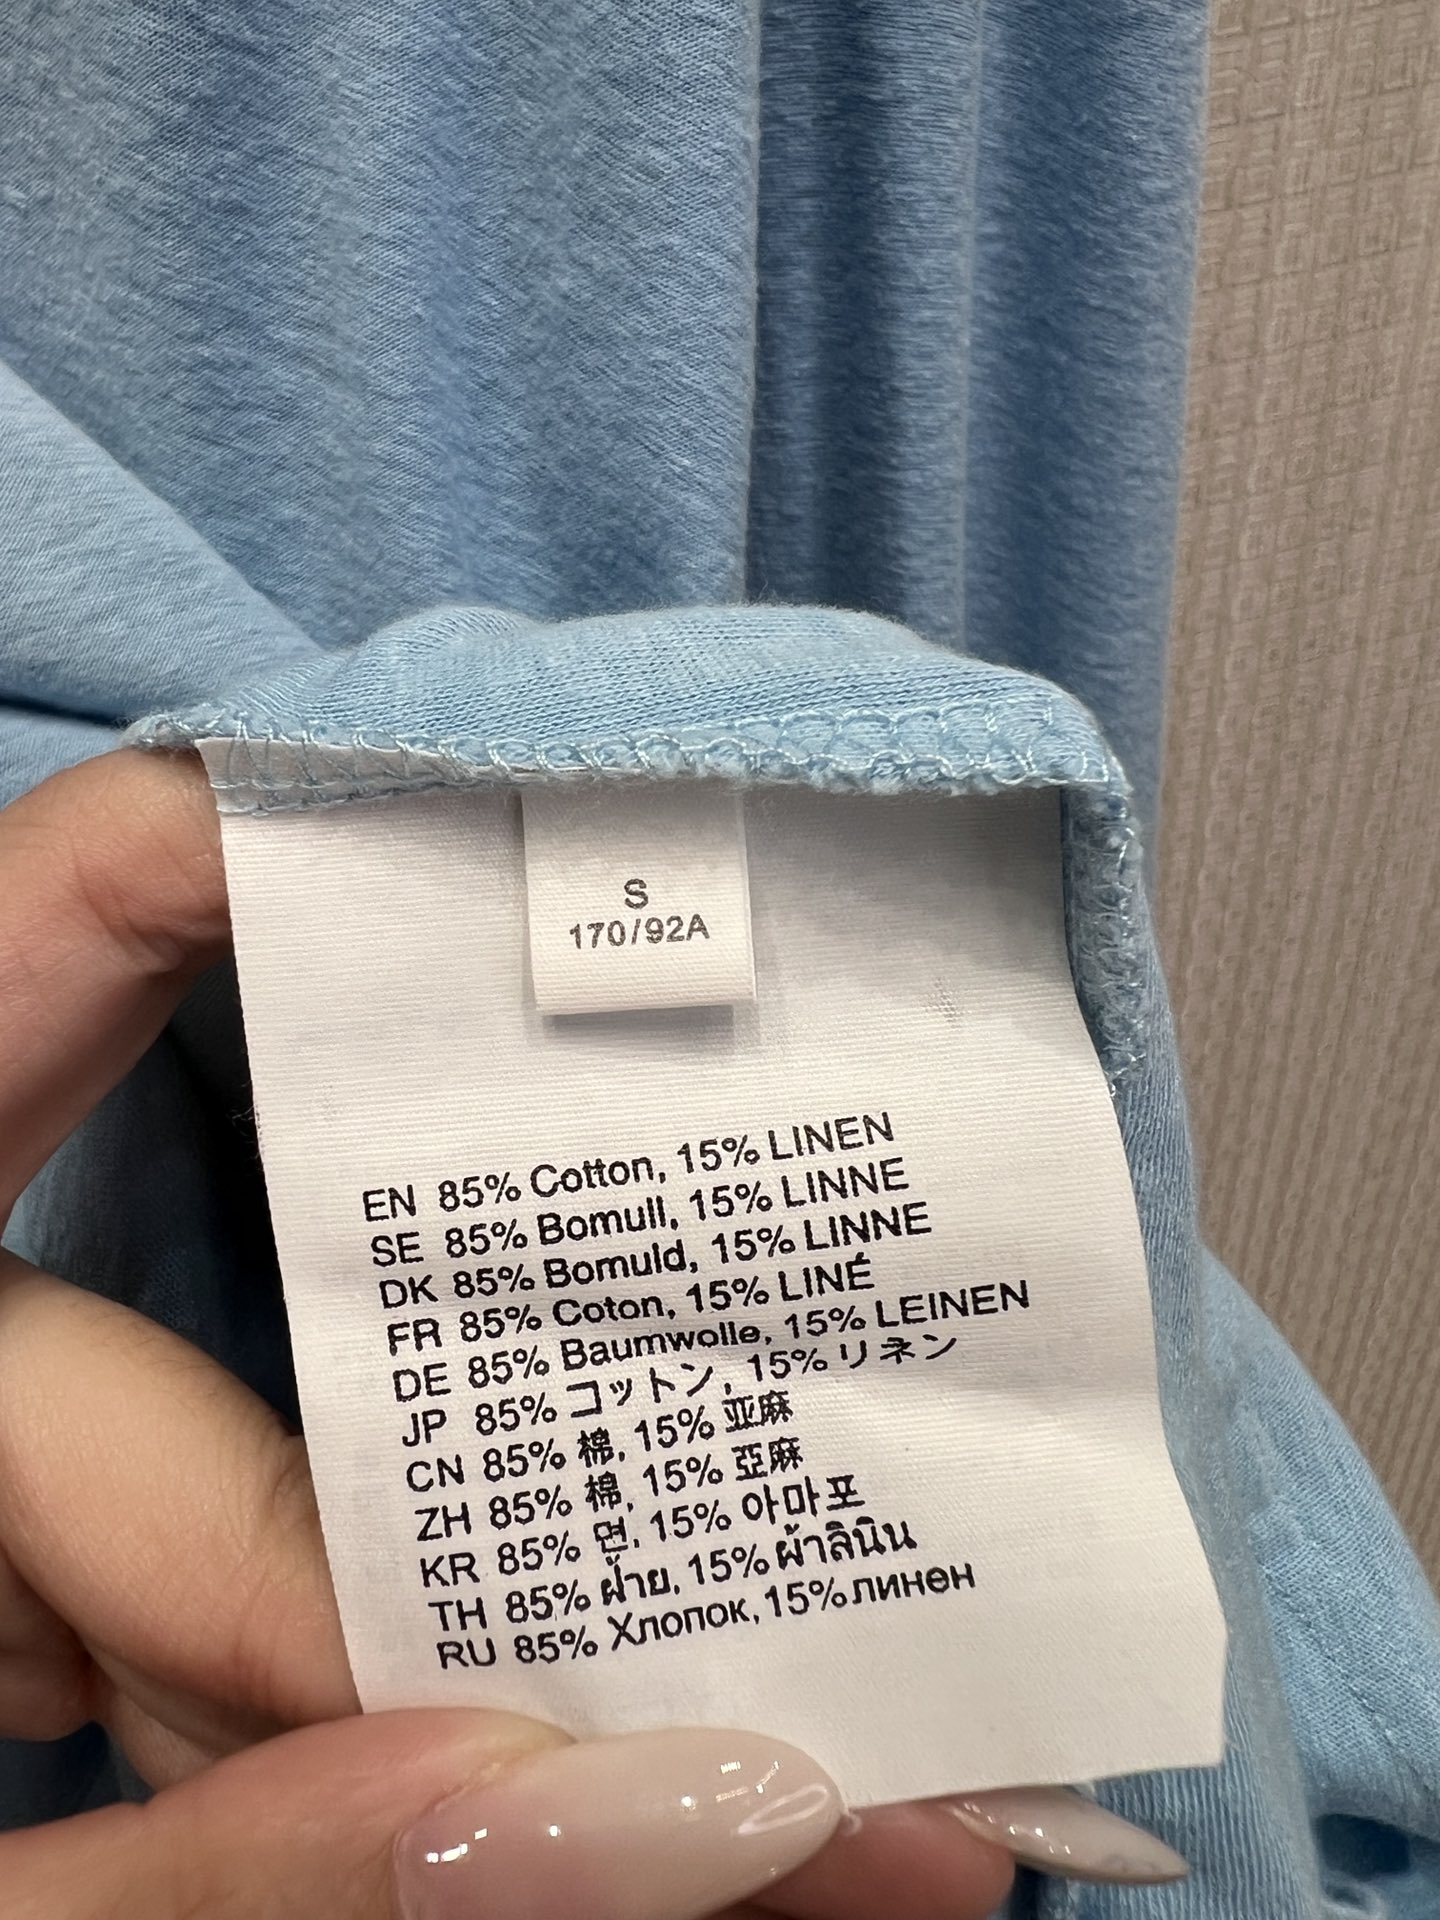 S
170/92A
EN 85% Cotton, 15% LINEN
SE 85% Bomull, 15% LINNE
DK 85% Bomuld, 15% LINNE
FR 85% Coton, 15% LINÉ
DE 85% Baumwolle, 15% LEINEN
JP 85% コットン, 15% リネン
CN 85% 棉, 15% 亚麻
ZH 85% 棉, 15% 亞麻
KR 85% 면, 15% 아마포
TH 85% ฝ้าย, 15% ผ้าลินิน
RU 85% Хлопок, 15% линөн